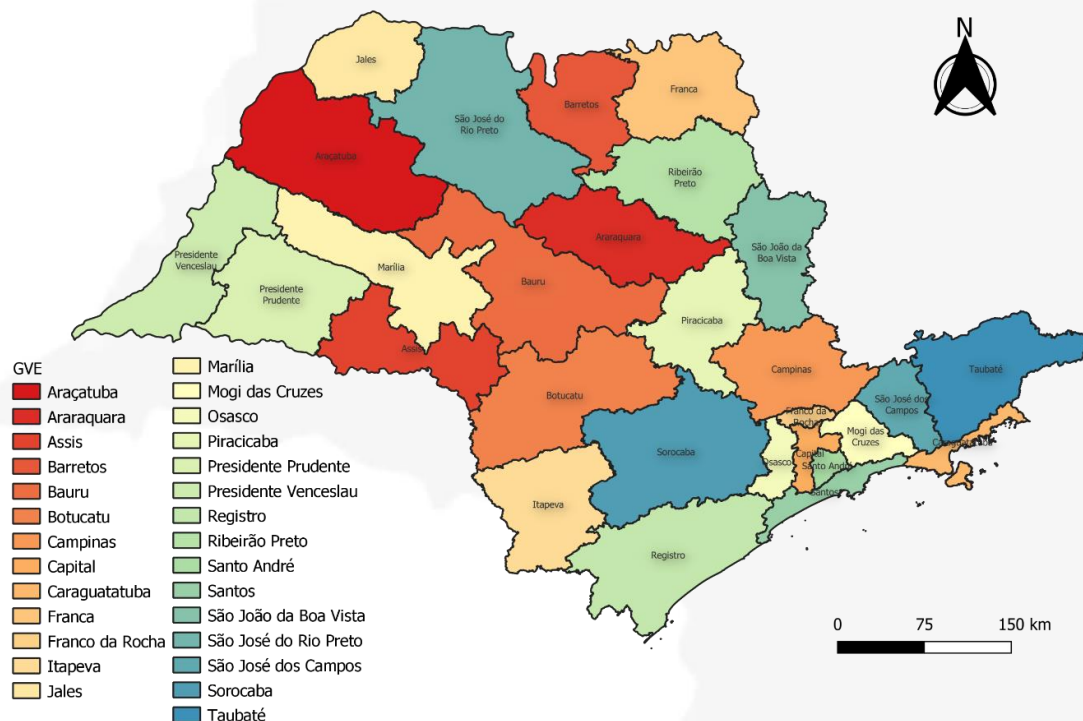 N
Jales
Franca
Barretos
São José do
Rio Preto
Araçatuba
Ribeirão
Preto
Araraquara
São João da
Boa Vista
Presidente
Venceslau
Marília
Bauru
Presidente
Prudente
Piracicaba
Assis
Campinas
Taubaté
Botucatu
São José dos
Campos
Franco da
Rocha
Mogi das
Cruzes
Caraguatatuba
Sorocaba
Osasco
Capital
Santo André
Santos
Itapeva
Registro
0 75 150 km
GVE
Araçatuba
Araraquara
Assis
Barretos
Bauru
Botucatu
Campinas
Capital
Caraguatatuba
Franca
Franco da Rocha
Itapeva
Jales
Marília
Mogi das Cruzes
Osasco
Piracicaba
Presidente Prudente
Presidente Venceslau
Registro
Ribeirão Preto
Santo André
Santos
São João da Boa Vista
São José do Rio Preto
São José dos Campos
Sorocaba
Taubaté